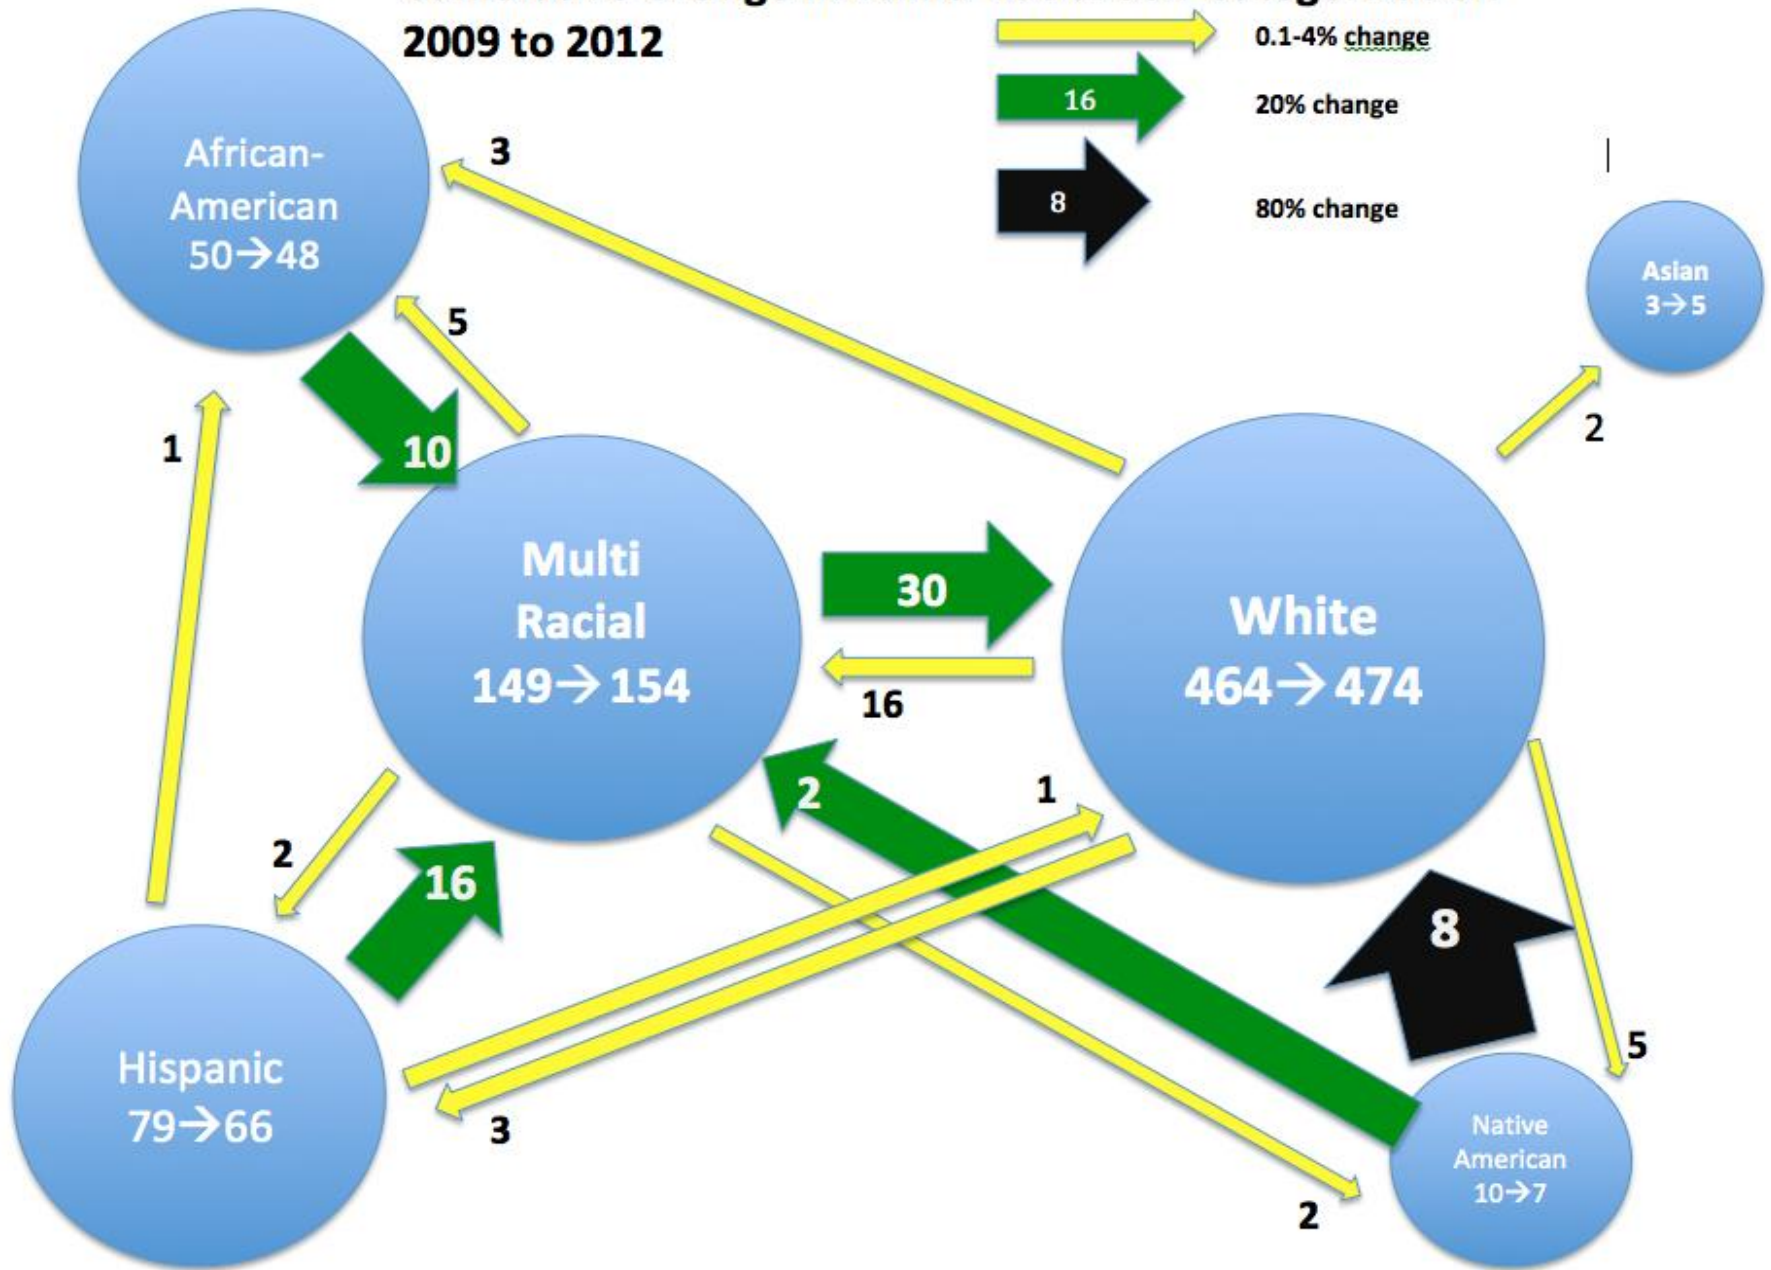 2009 to 2012
0.1-4% change
16
20% change
8
80% change
African-
American
50→48
3
5
10
1
Asian
3→5
2
Multi
Racial
149→154
30
16
White
464→474
2
16
2
1
8
5
Hispanic
79→66
3
Native
American
10→7
2